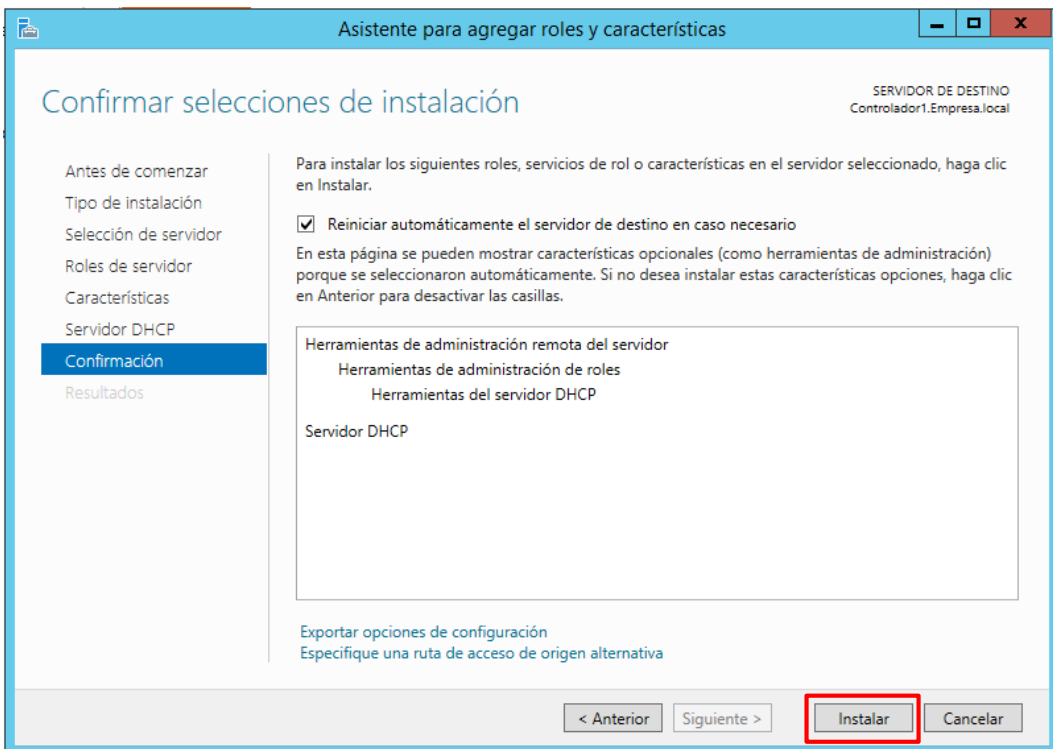 Asistente para agregar roles y características
Confirmar selecciones de instalación
SERVIDOR DE DESTINO
Controlador1.Empresa.local
Antes de comenzar
Tipo de instalación
Selección de servidor
Roles de servidor
Características
Servidor DHCP
Confirmación
Resultados
Para instalar los siguientes roles, servicios de rol o características en el servidor seleccionado, haga clic
en Instalar.
Reiniciar automáticamente el servidor de destino en caso necesario
En esta página se pueden mostrar características opcionales (como herramientas de administración)
porque se seleccionaron automáticamente. Si no desea instalar estas características opciones, haga clic
en Anterior para desactivar las casillas.
Herramientas de administración remota del servidor
Herramientas de administración de roles
Herramientas del servidor DHCP
Servidor DHCP
Exportar opciones de configuración
Especifique una ruta de acceso de origen alternativa
< Anterior Siguiente > Instalar Cancelar